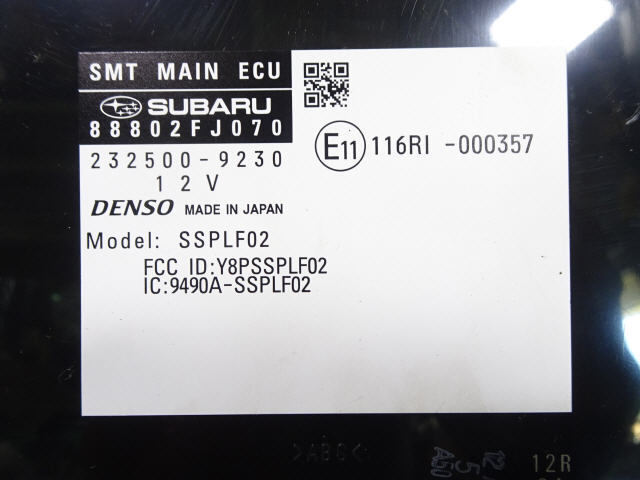 SMT MAIN ECU
SUBARU
88802FJ070
232500-9230
12V
DENSO MADE IN JAPAN
Model: SSPLF02
FCC ID:Y8PSSPLF02
IC:9490A-SSPLF02
E11 116RI -000357
>ABS<
12R